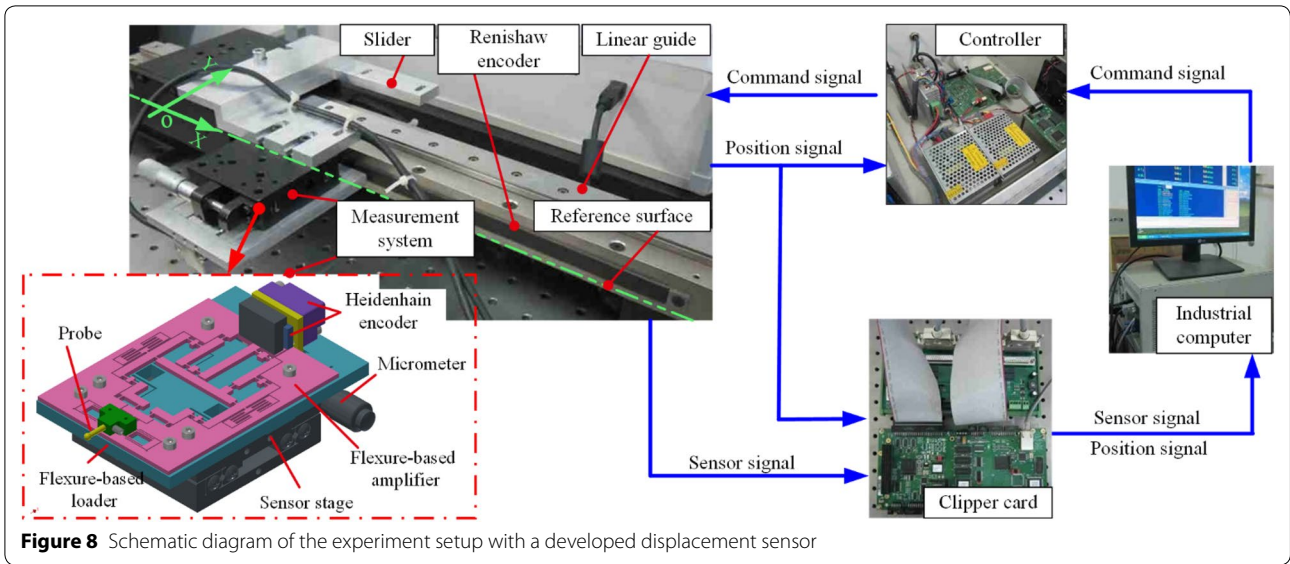 Slider
Renishaw
encoder
Linear guide
Controller
Command signal
Command signal
Y
O
X
Position signal
Reference surface
Measurement
system
Heidenhain
encoder
Probe
Micrometer
Industrial
computer
Flexure-based
loader
Flexure-based
amplifier
Sensor stage
Sensor signal
Sensor signal
Position signal
Clipper card
Figure 8 Schematic diagram of the experiment setup with a developed displacement sensor